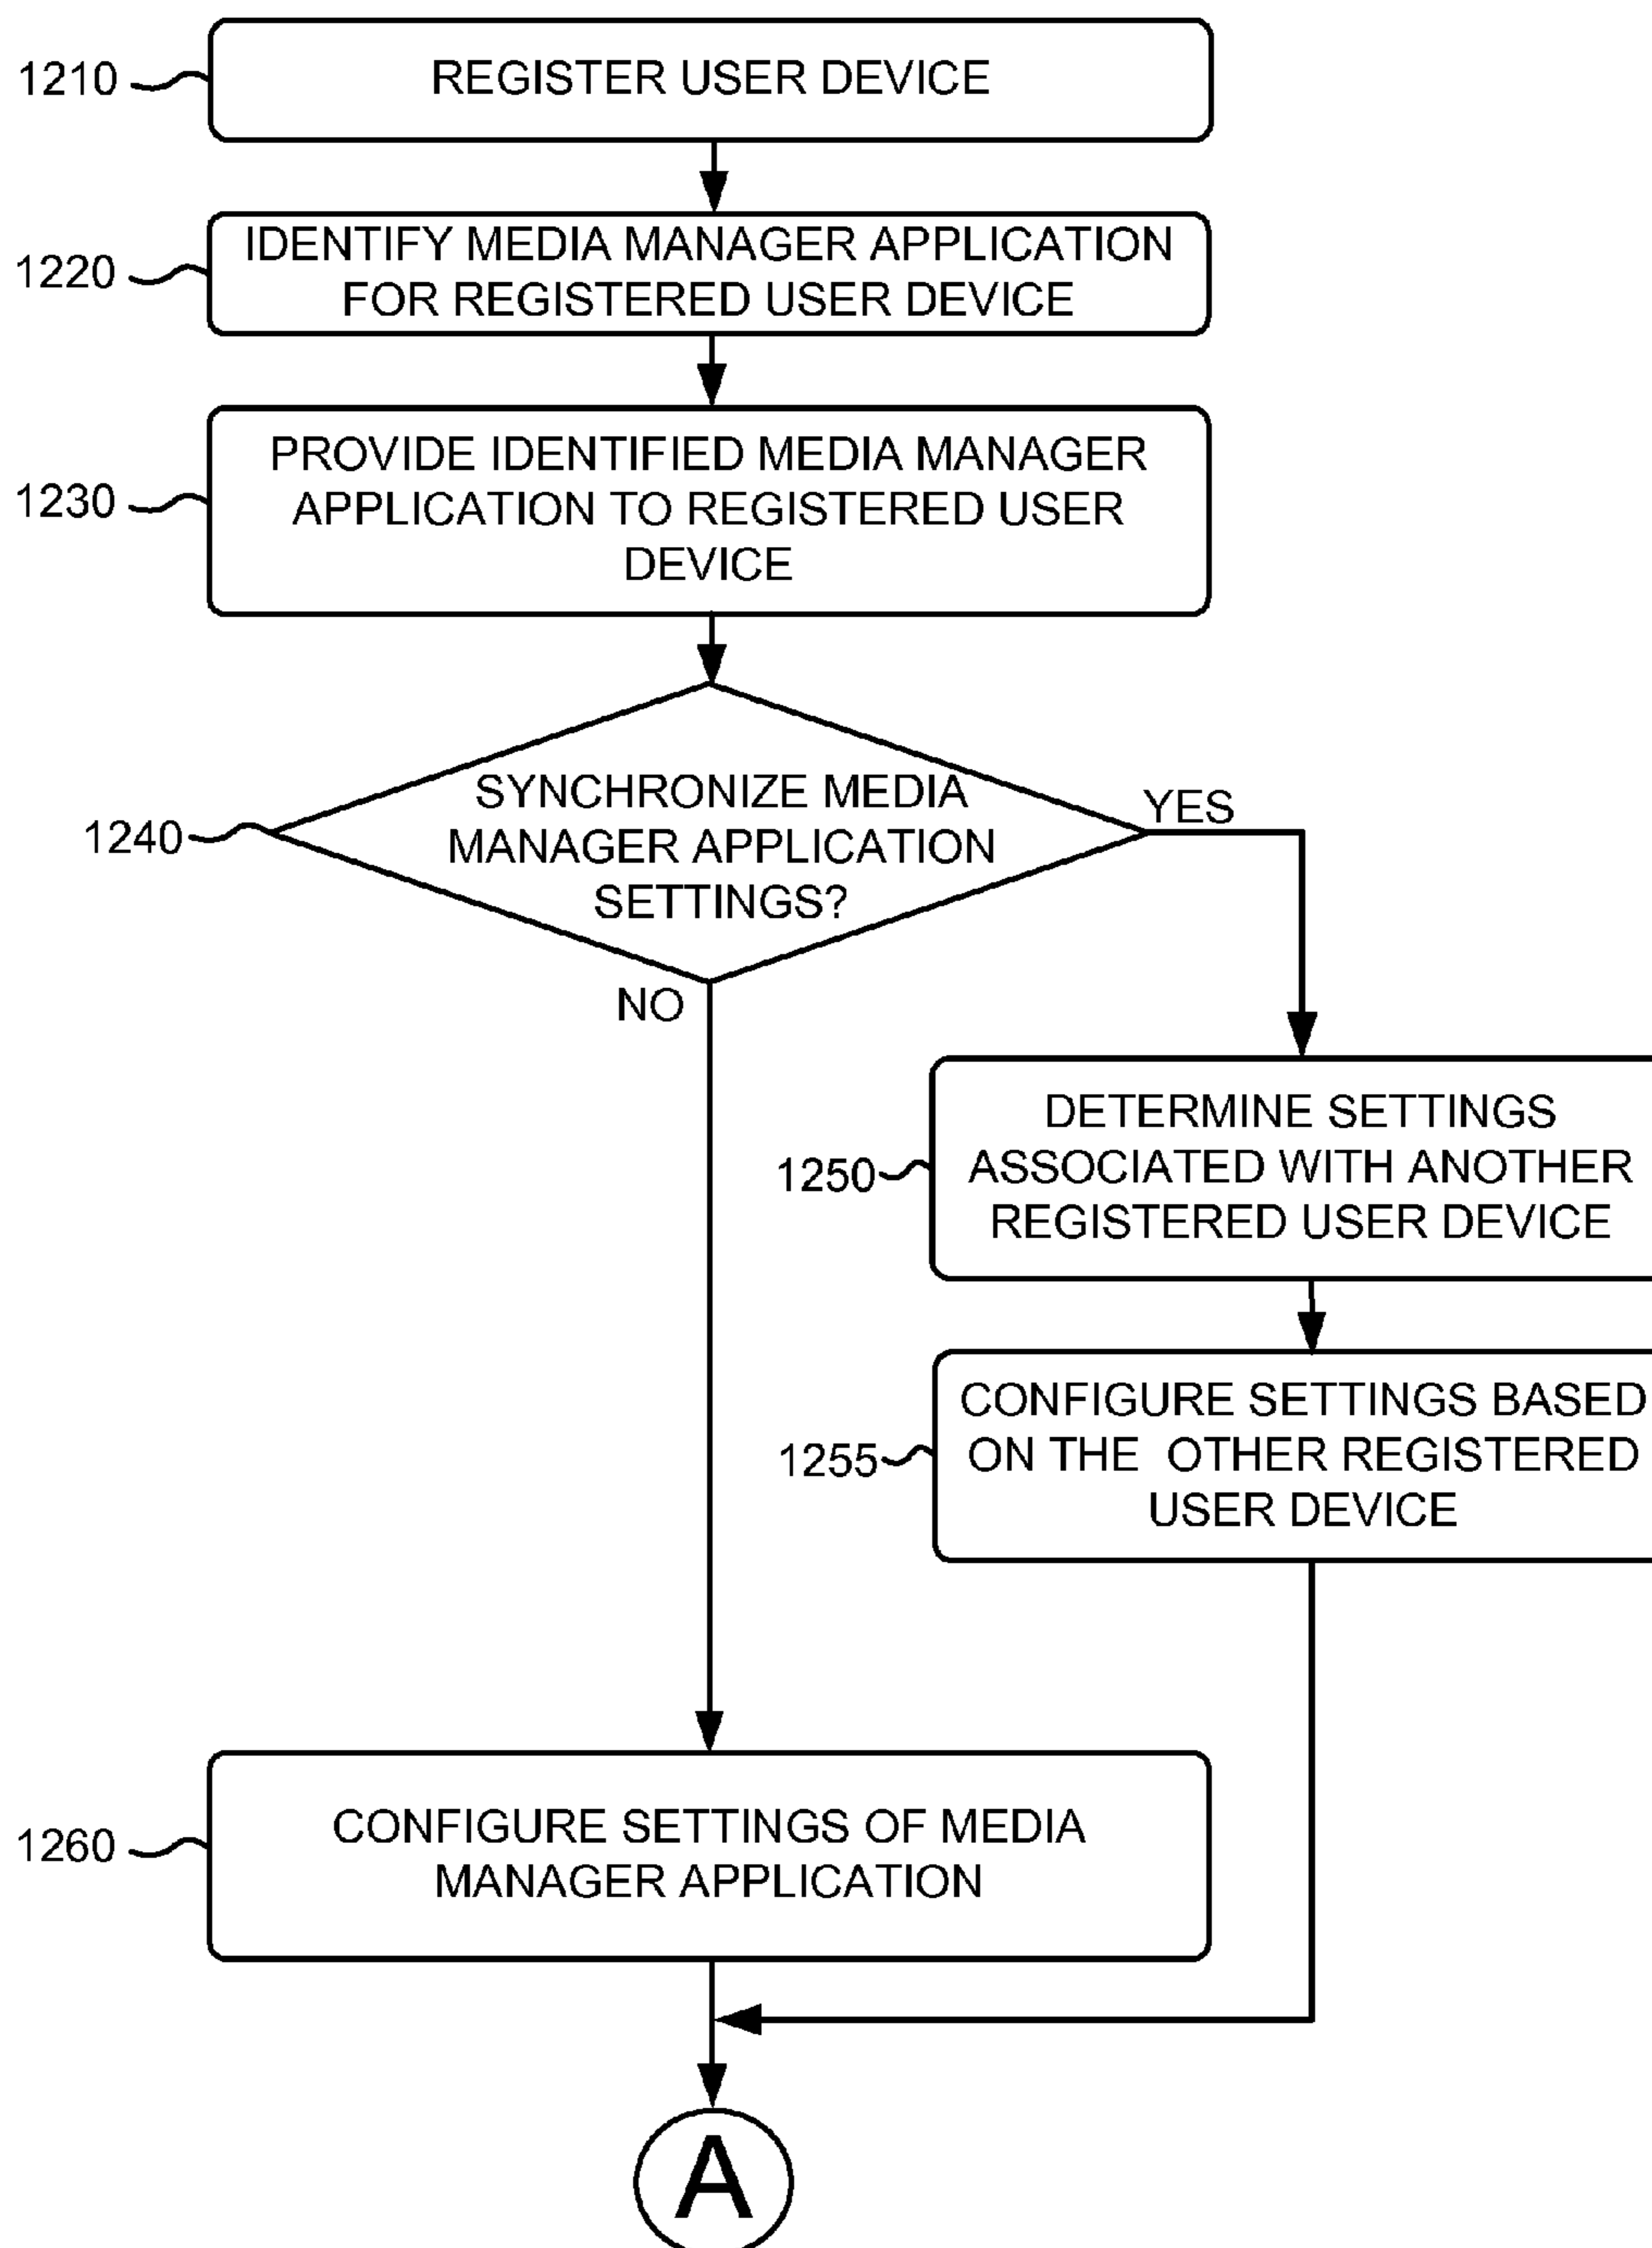 1210
REGISTER USER DEVICE
1220
IDENTIFY MEDIA MANAGER APPLICATION
FOR REGISTERED USER DEVICE
1230
PROVIDE IDENTIFIED MEDIA MANAGER
APPLICATION TO REGISTERED USER
DEVICE
1240
SYNCHRONIZE MEDIA
MANAGER APPLICATION
SETTINGS?
YES
NO
1250
DETERMINE SETTINGS
ASSOCIATED WITH ANOTHER
REGISTERED USER DEVICE
1255
CONFIGURE SETTINGS BASED
ON THE OTHER REGISTERED
USER DEVICE
1260
CONFIGURE SETTINGS OF MEDIA
MANAGER APPLICATION
A